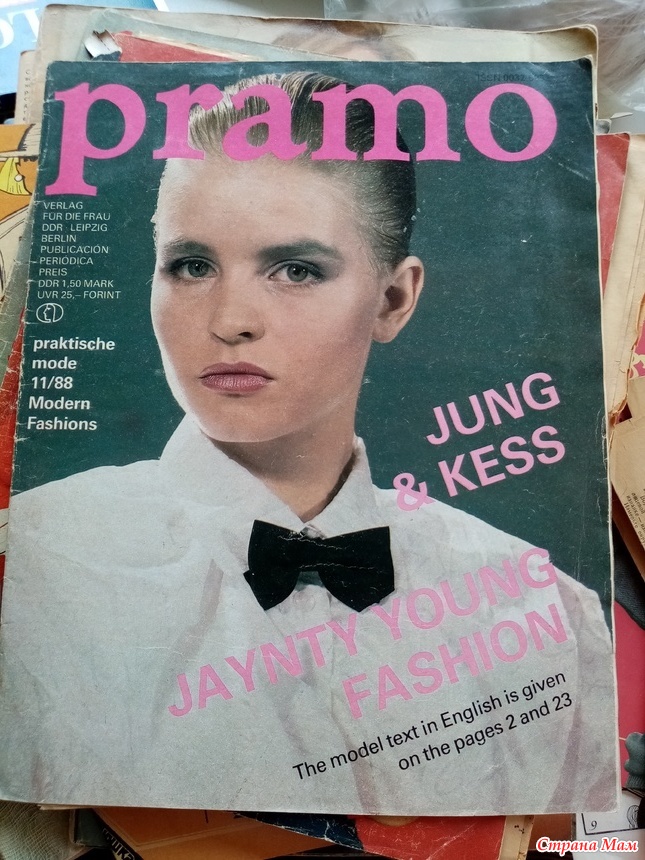 pramo
VERLAG
FÜR DIE FRAU
DDR · LEIPZIG
BERLIN
PUBLICACIÓN
PERIÓDICA
PREIS
DDR 1,50 MARK
UVR 25,– FORINT
praktische
mode
11/88
Modern
Fashions
JUNG
& KESS
JAYNTY YOUNG
FASHION
The model text in English is given
on the pages 2 and 23
9
Страна Мам